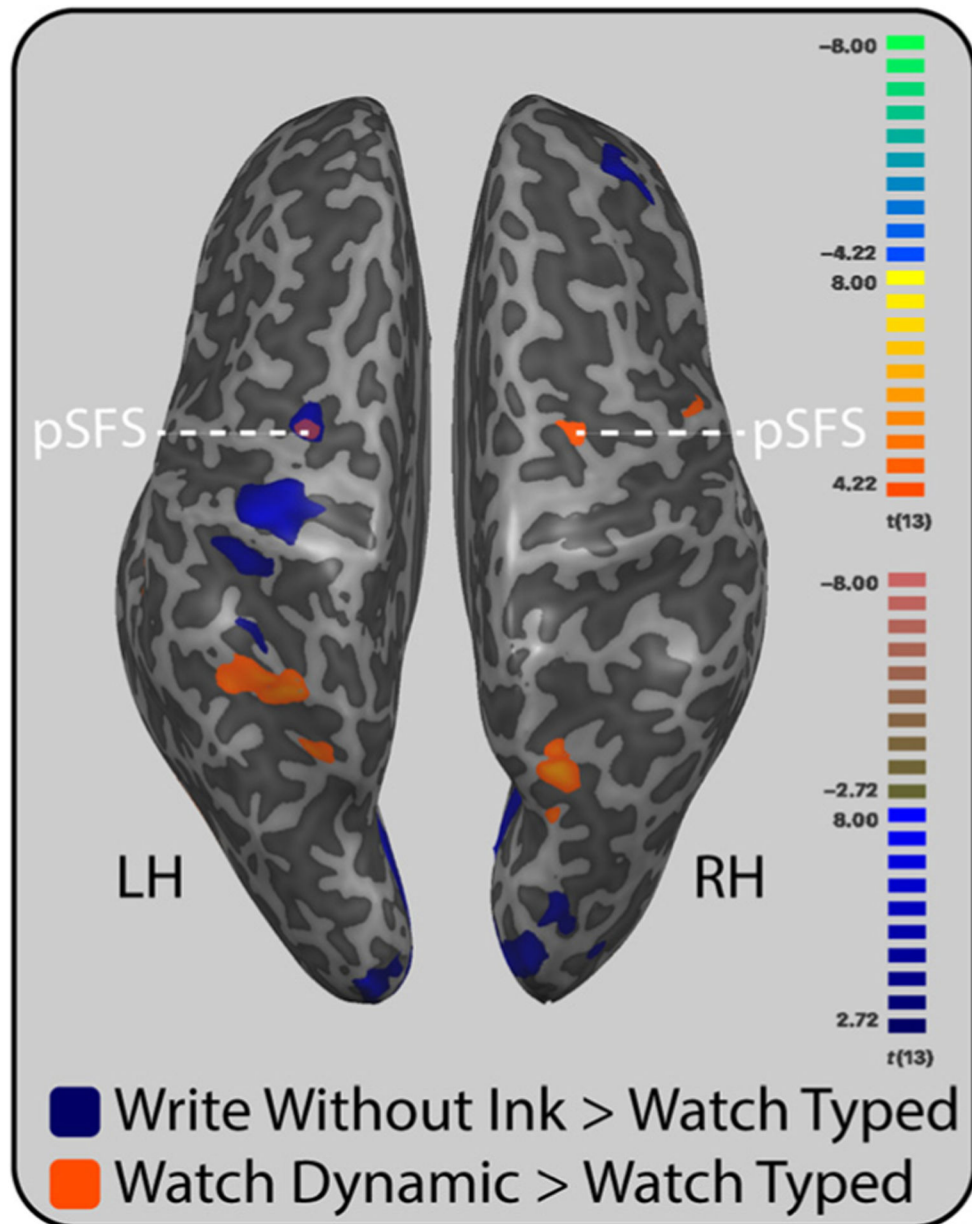 −8.00
−4.22
8.00
pSFS
pSFS
4.22
t(13)
−8.00
−2.72
8.00
LH
RH
2.72
t(13)
Write Without Ink > Watch Typed
Watch Dynamic > Watch Typed